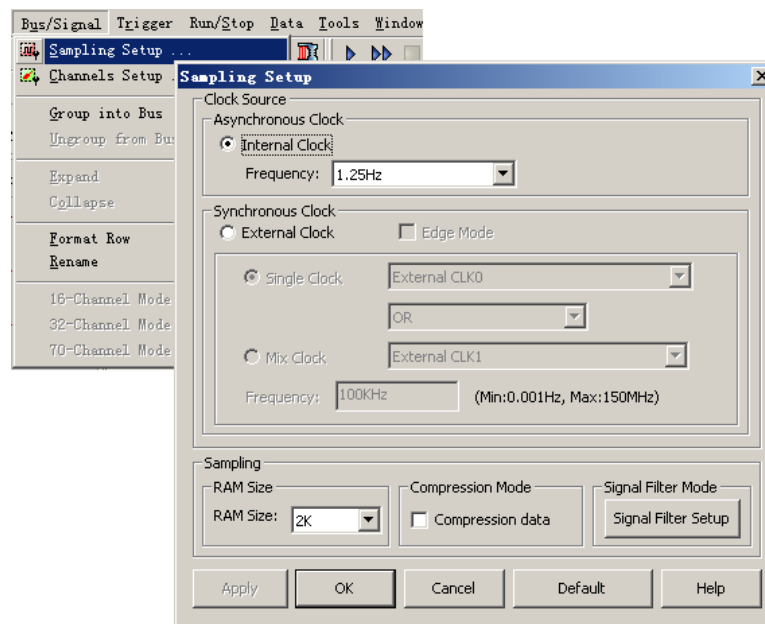 Bus/Signal Trigger Run/Stop Data Tools Window
Sampling Setup ...
Channels Setup .
Group into Bus
Ungroup from Bu
Expand
Collapse
Format Row
Rename
16-Channel Mode
32-Channel Mode
70-Channel Mode
Sampling Setup
Clock Source
Asynchronous Clock
Internal Clock
Frequency: 1.25Hz
Synchronous Clock
External Clock Edge Mode
Single Clock External CLK0
OR
Mix Clock External CLK1
Frequency: 100KHz (Min:0.001Hz, Max:150MHz)
Sampling
RAM Size Compression Mode Signal Filter Mode
RAM Size: 2K Compression data Signal Filter Setup
Apply OK Cancel Default Help